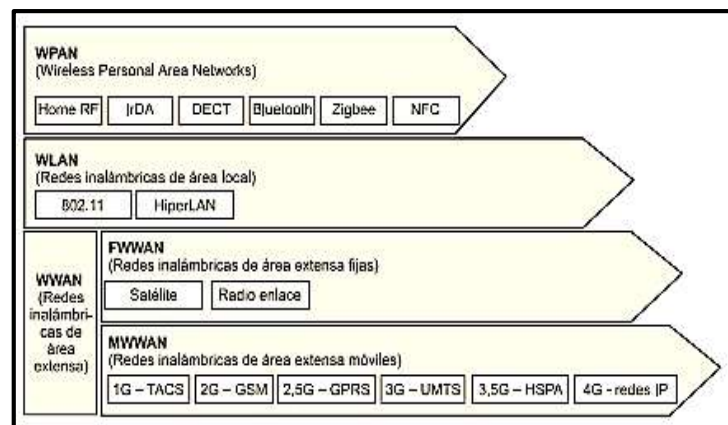 WPAN
(Wireless Personal Area Networks)
Home RF
IrDA
DECT
Bluetooth
Zigbee
NFC
WLAN
(Redes inalámbricas de área local)
802.11
HiperLAN
WWAN
(Redes
inalámbri-
cas de
área
extensa)
FWWAN
(Redes inalámbricas de área extensa fijas)
Satélite
Radio enlace
MWWAN
(Redes inalámbricas de área extensa móviles)
1G – TACS
2G – GSM
2,5G – GPRS
3G – UMTS
3,5G – HSPA
4G - redes IP